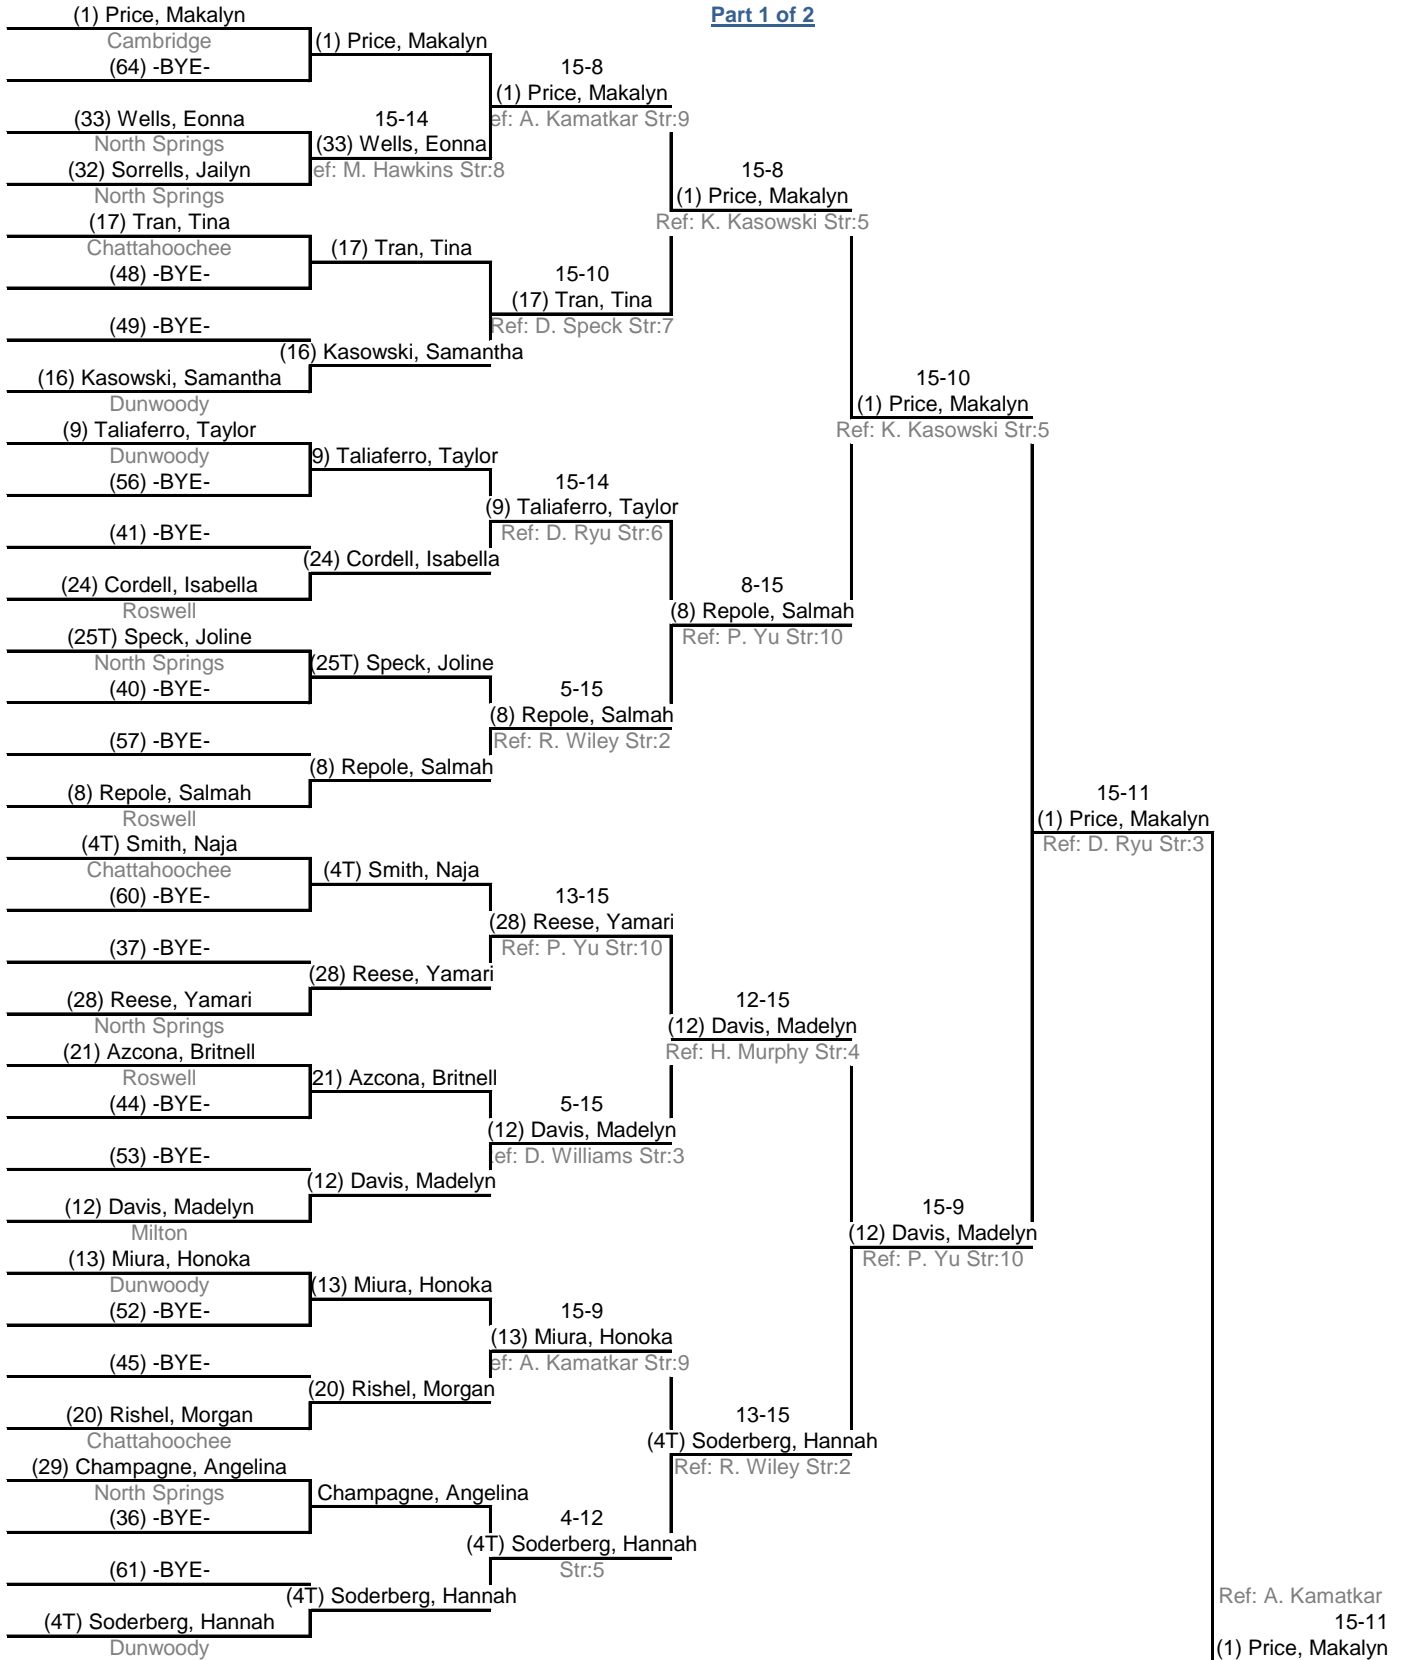 Part 1 of 2
(1) Price, Makalyn
Cambridge
(64) -BYE-
(33) Wells, Eonna
North Springs
(32) Sorrells, Jailyn
North Springs
(17) Tran, Tina
Chattahoochee
(48) -BYE-
(49) -BYE-
(16) Kasowski, Samantha
Dunwoody
(9) Taliaferro, Taylor
Dunwoody
(56) -BYE-
(41) -BYE-
(24) Cordell, Isabella
Roswell
(25T) Speck, Joline
North Springs
(40) -BYE-
(57) -BYE-
(8) Repole, Salmah
Roswell
(4T) Smith, Naja
Chattahoochee
(60) -BYE-
(37) -BYE-
(28) Reese, Yamari
North Springs
(21) Azcona, Britnell
Roswell
(44) -BYE-
(53) -BYE-
(12) Davis, Madelyn
Milton
(13) Miura, Honoka
Dunwoody
(52) -BYE-
(45) -BYE-
(20) Rishel, Morgan
Chattahoochee
(29) Champagne, Angelina
North Springs
(36) -BYE-
(61) -BYE-
(4T) Soderberg, Hannah
Dunwoody
(1) Price, Makalyn
15-14
(33) Wells, Eonna
ef: M. Hawkins Str:8
(17) Tran, Tina
(16) Kasowski, Samantha
9) Taliaferro, Taylor
(24) Cordell, Isabella
(25T) Speck, Joline
(8) Repole, Salmah
(4T) Smith, Naja
(28) Reese, Yamari
21) Azcona, Britnell
(12) Davis, Madelyn
(13) Miura, Honoka
(20) Rishel, Morgan
Champagne, Angelina
(4T) Soderberg, Hannah
15-8
(1) Price, Makalyn
ef: A. Kamatkar Str:9
15-10
(17) Tran, Tina
Ref: D. Speck Str:7
15-14
(9) Taliaferro, Taylor
Ref: D. Ryu Str:6
5-15
(8) Repole, Salmah
Ref: R. Wiley Str:2
13-15
(28) Reese, Yamari
Ref: P. Yu Str:10
5-15
(12) Davis, Madelyn
ef: D. Williams Str:3
15-9
(13) Miura, Honoka
ef: A. Kamatkar Str:9
4-12
(4T) Soderberg, Hannah
Str:5
15-8
(1) Price, Makalyn
Ref: K. Kasowski Str:5
8-15
(8) Repole, Salmah
Ref: P. Yu Str:10
12-15
(12) Davis, Madelyn
Ref: H. Murphy Str:4
13-15
(4T) Soderberg, Hannah
Ref: R. Wiley Str:2
15-10
(1) Price, Makalyn
Ref: K. Kasowski Str:5
15-9
(12) Davis, Madelyn
Ref: P. Yu Str:10
15-11
(1) Price, Makalyn
Ref: D. Ryu Str:3
Ref: A. Kamatkar
15-11
(1) Price, Makalyn